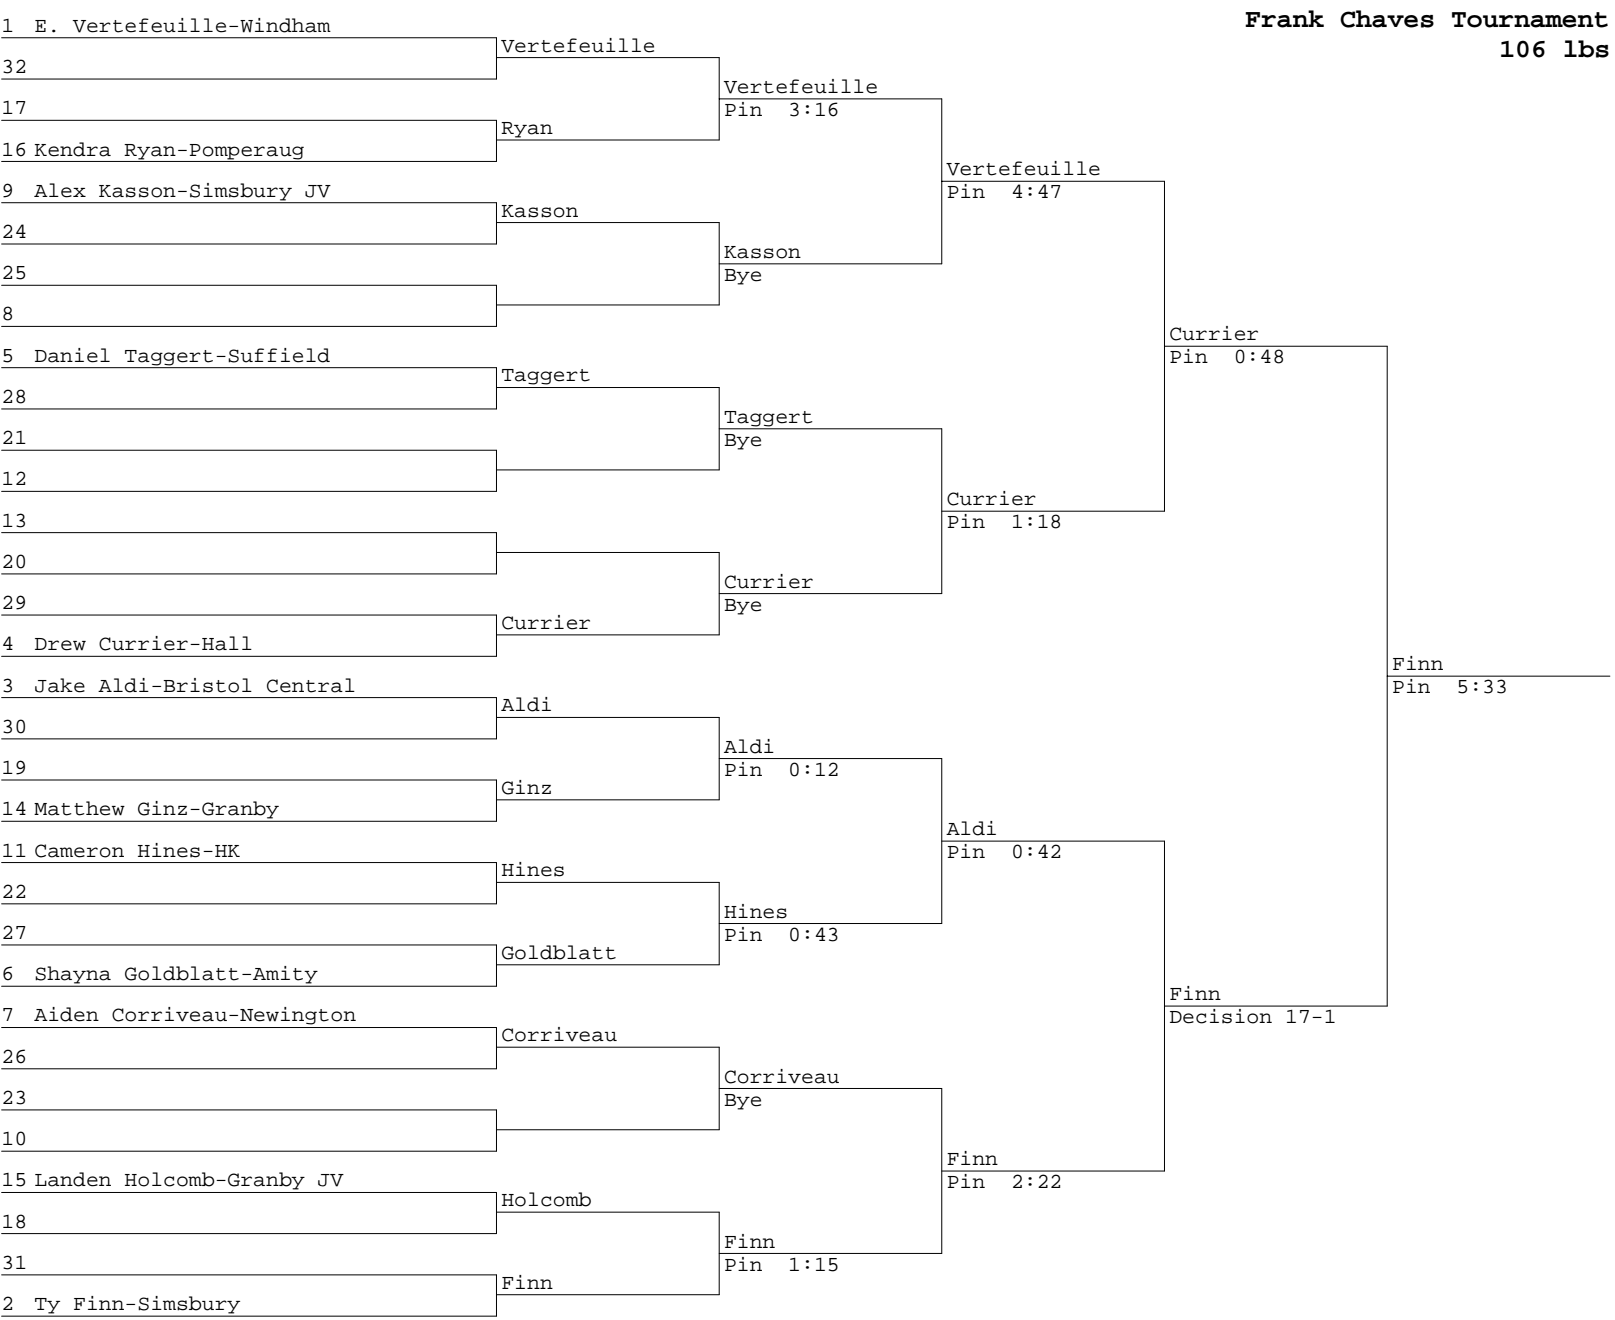 Frank Chaves Tournament
106 lbs
1 E. Vertefeuille-Windham
32
17
16 Kendra Ryan-Pomperaug
9 Alex Kasson-Simsbury JV
24
25
8
5 Daniel Taggert-Suffield
28
21
12
13
20
29
4 Drew Currier-Hall
3 Jake Aldi-Bristol Central
30
19
14 Matthew Ginz-Granby
11 Cameron Hines-HK
22
27
6 Shayna Goldblatt-Amity
7 Aiden Corriveau-Newington
26
23
10
15 Landen Holcomb-Granby JV
18
31
2 Ty Finn-Simsbury
Vertefeuille
Ryan
Kasson
Taggert
Currier
Aldi
Ginz
Hines
Goldblatt
Corriveau
Holcomb
Finn
Vertefeuille
Pin 3:16
Kasson
Bye
Taggert
Bye
Currier
Bye
Aldi
Pin 0:12
Hines
Pin 0:43
Corriveau
Bye
Finn
Pin 1:15
Vertefeuille
Pin 4:47
Currier
Pin 1:18
Aldi
Pin 0:42
Finn
Pin 2:22
Currier
Pin 0:48
Finn
Decision 17-1
Finn
Pin 5:33